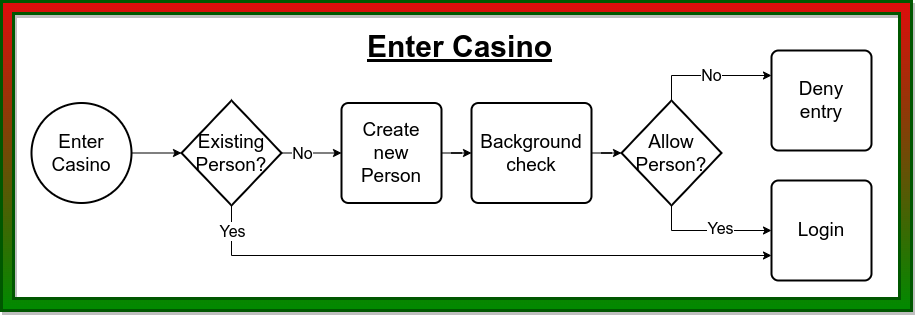 Enter Casino
Enter
Casino
Existing
Person?
No
Yes
Create
new
Person
Background
check
Allow
Person?
No
Yes
Deny
entry
Login